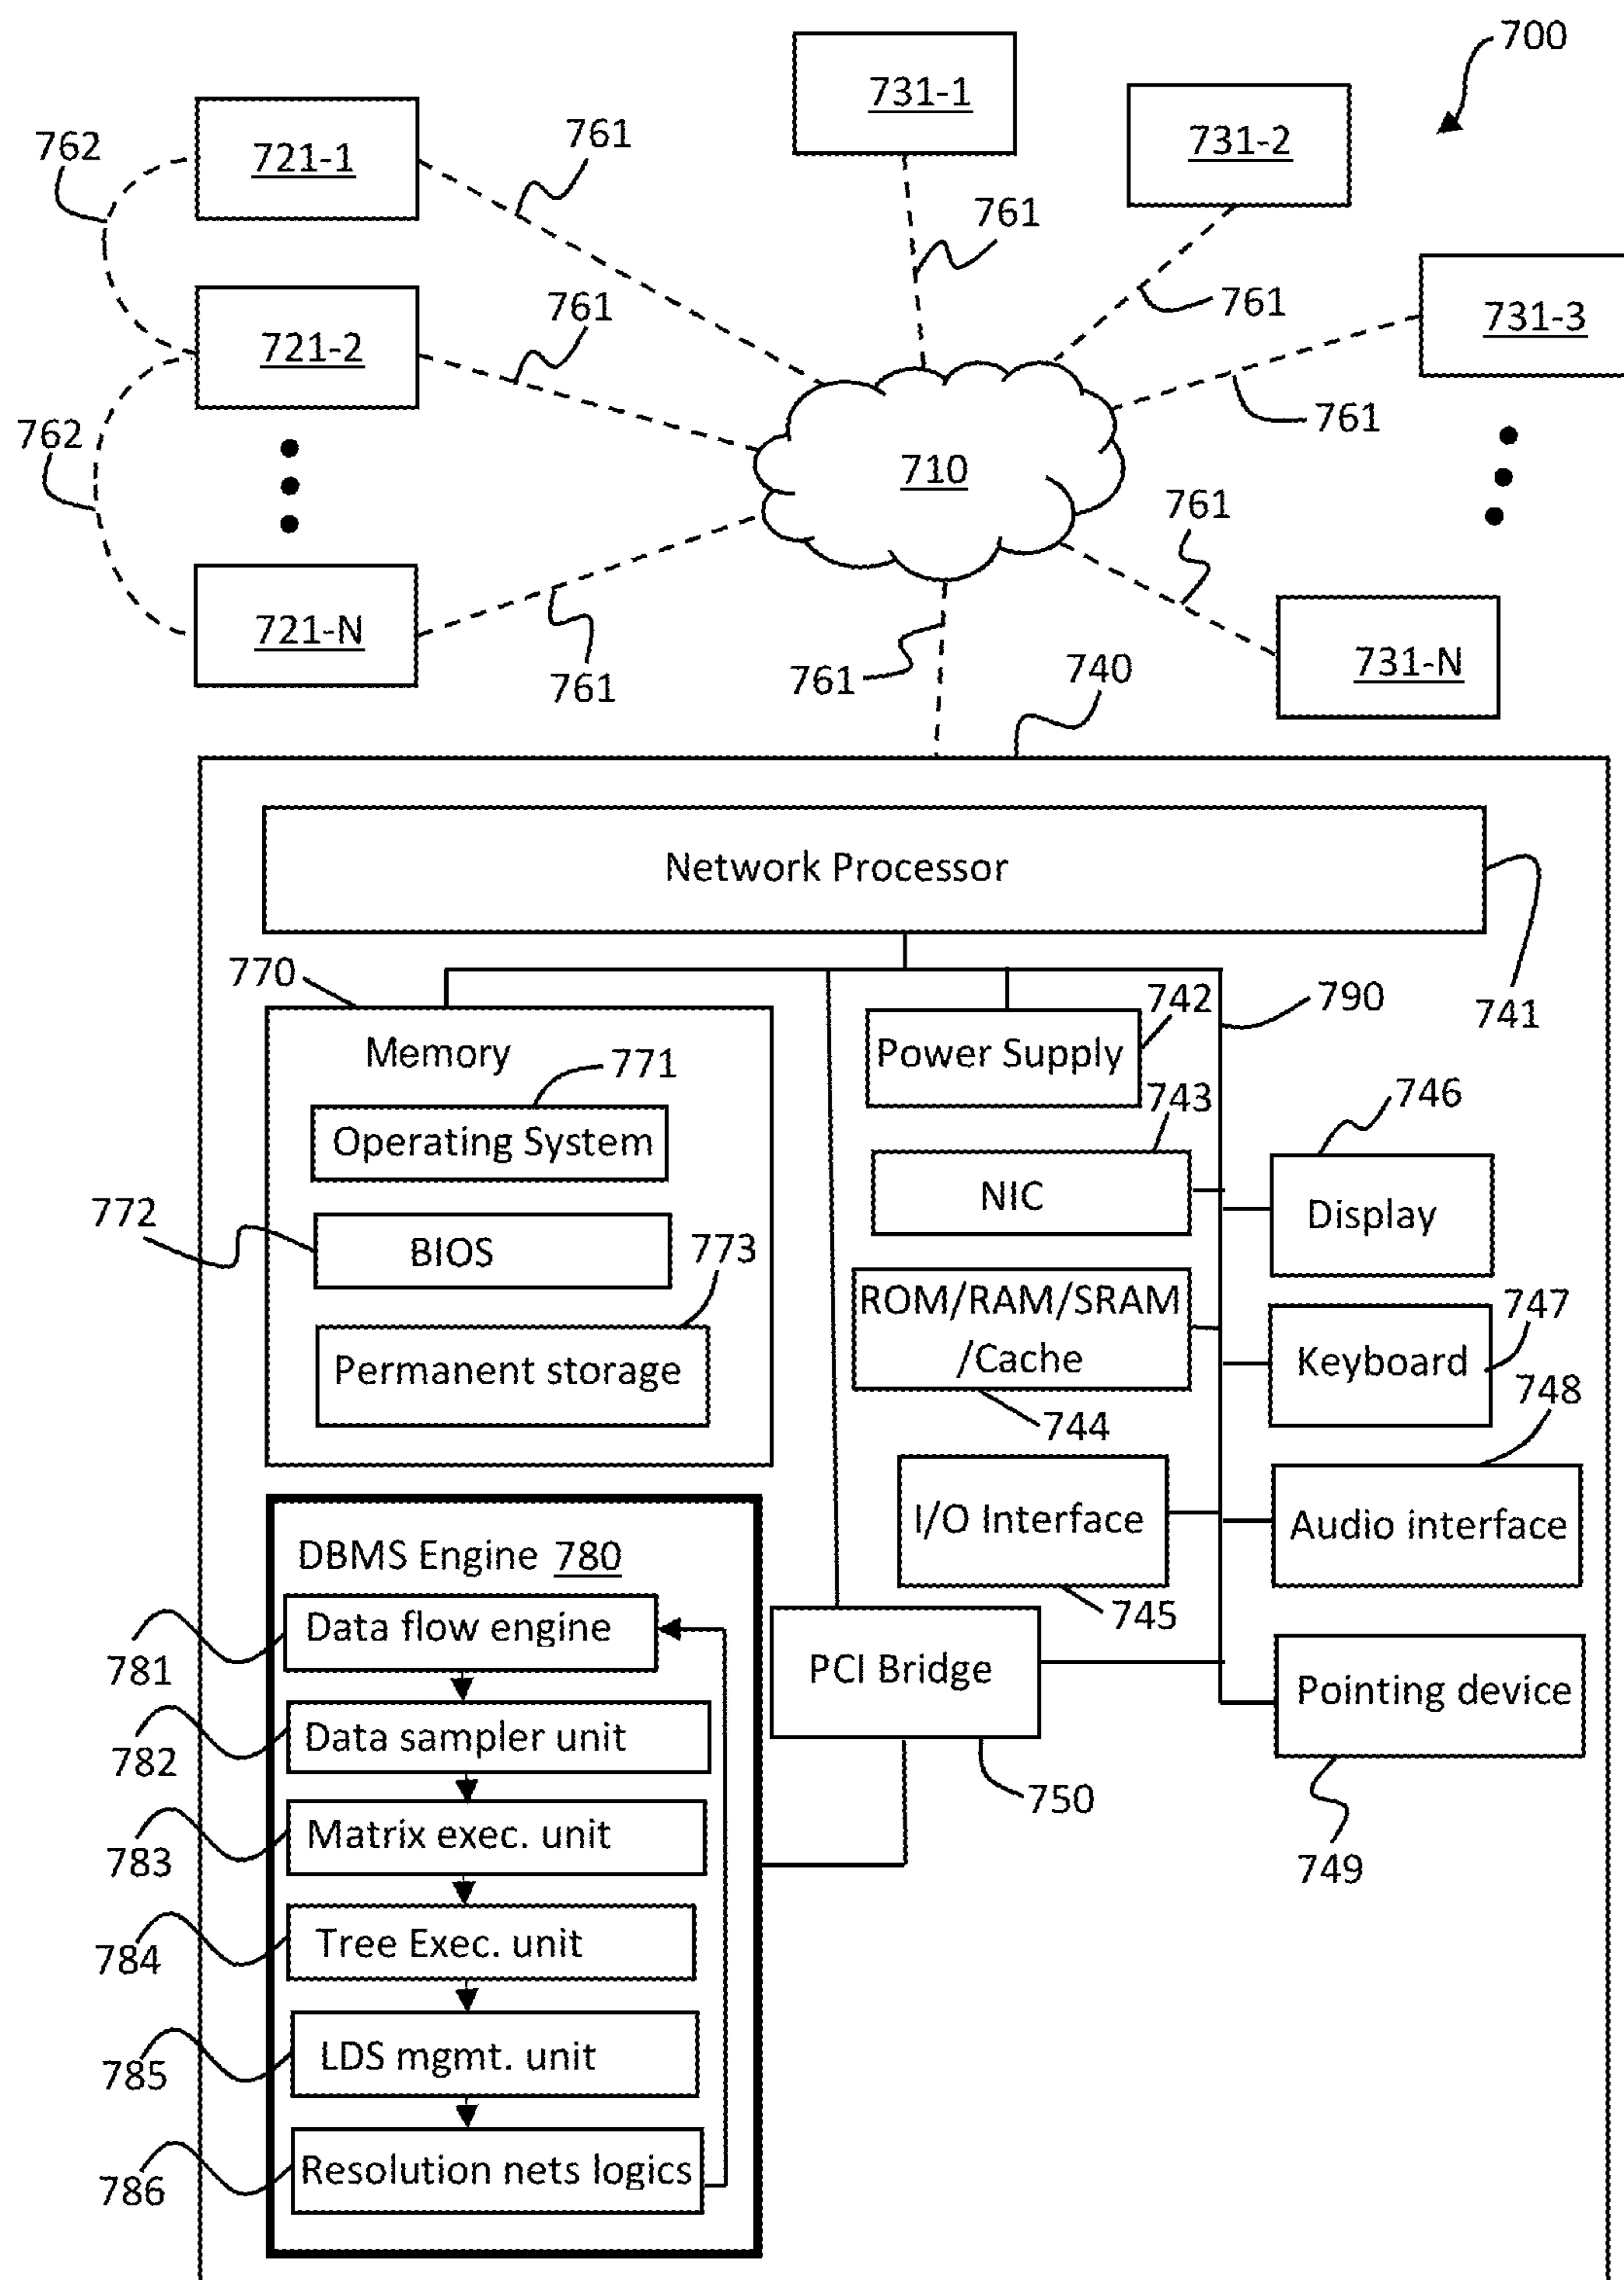 700
731-1
731-2
762
721-1
761
761
761
731-3
721-2
761
761
762
710
761
721-N
761
761
740
731-N
Network Processor
741
770
790
742
Memory
Power Supply
771
743
746
Operating System
NIC
Display
772
BIOS
773
ROM/RAM/SRAM
/Cache
747
Permanent storage
Keyboard
748
744
I/O Interface
Audio interface
DBMS Engine 780
745
Data flow engine
781
PCI Bridge
Pointing device
Data sampler unit
782
750
Matrix exec. unit
783
749
Tree Exec. unit
784
LDS mgmt. unit
785
Resolution nets logics
786